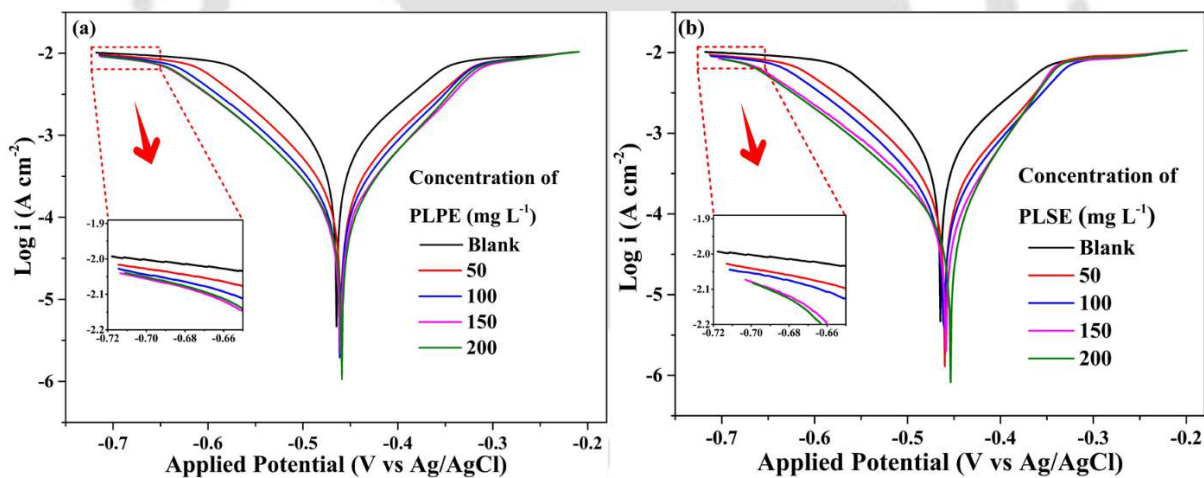 (a)
Log i (A cm-2)
-2
-3
-4
-5
-6
Concentration of
PLPE (mg L-1)
Blank
50
100
150
200
-1.9
-2.0
-2.1
-2.2
-0.72 -0.70 -0.68 -0.66
-0.7 -0.6 -0.5 -0.4 -0.3 -0.2
Applied Potential (V vs Ag/AgCl)
(b)
Log i (A cm-2)
-2
-3
-4
-5
-6
Concentration of
PLSE (mg L-1)
Blank
50
100
150
200
-1.9
-2.0
-2.1
-2.2
-0.72 -0.70 -0.68 -0.66
-0.7 -0.6 -0.5 -0.4 -0.3 -0.2
Applied Potential (V vs Ag/AgCl)